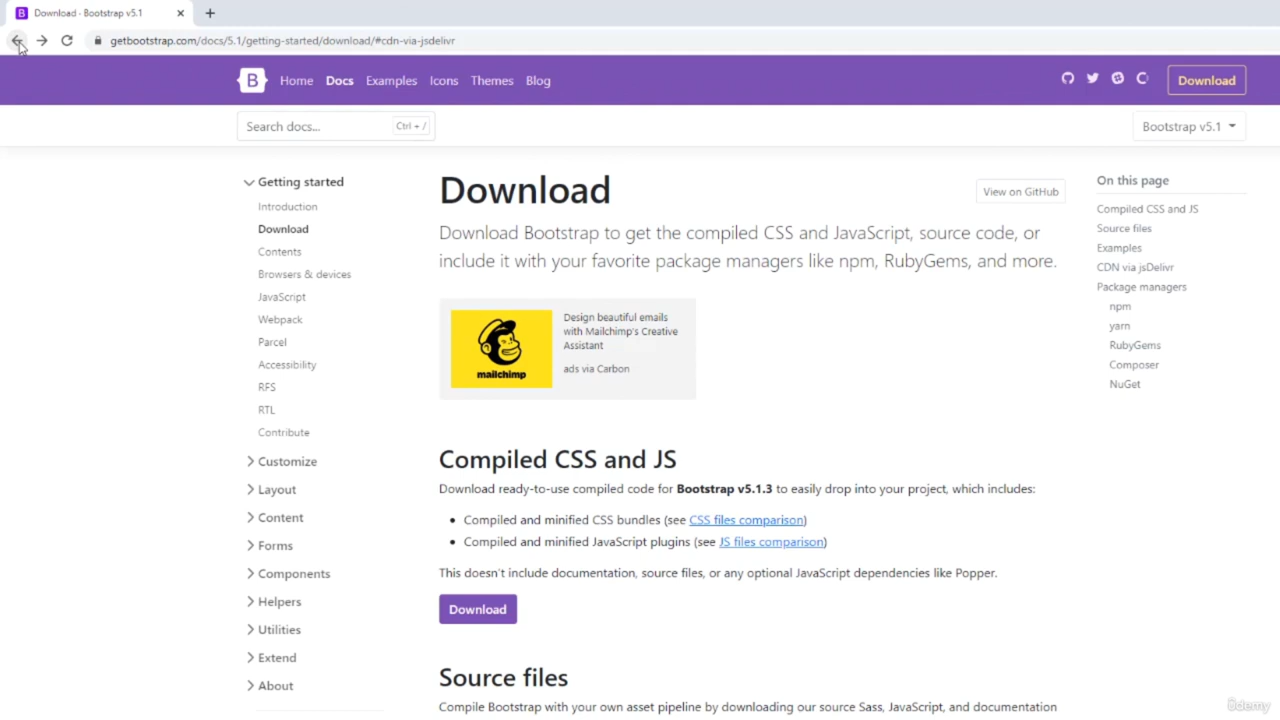 Download · Bootstrap v5.1
getbootstrap.com/docs/5.1/getting-started/download/#cdn-via-jsdelivr
B Home Docs Examples Icons Themes Blog Download
Search docs... Ctrl + / Bootstrap v5.1
Getting started
Introduction
Download
Contents
Browsers & devices
JavaScript
Webpack
Parcel
Accessibility
RFS
RTL
Contribute
Customize
Layout
Content
Forms
Components
Helpers
Utilities
Extend
About
Download
View on GitHub
Download Bootstrap to get the compiled CSS and JavaScript, source code, or
include it with your favorite package managers like npm, RubyGems, and more.
mailchimp
Design beautiful emails
with Mailchimp's Creative
Assistant
ads via Carbon
Compiled CSS and JS
Download ready-to-use compiled code for Bootstrap v5.1.3 to easily drop into your project, which includes:
• Compiled and minified CSS bundles (see CSS files comparison)
• Compiled and minified JavaScript plugins (see JS files comparison)
This doesn't include documentation, source files, or any optional JavaScript dependencies like Popper.
Download
Source files
Compile Bootstrap with your own asset pipeline by downloading our source Sass, JavaScript, and documentation
On this page
Compiled CSS and JS
Source files
Examples
CDN via jsDelivr
Package managers
npm
yarn
RubyGems
Composer
NuGet
Udemy